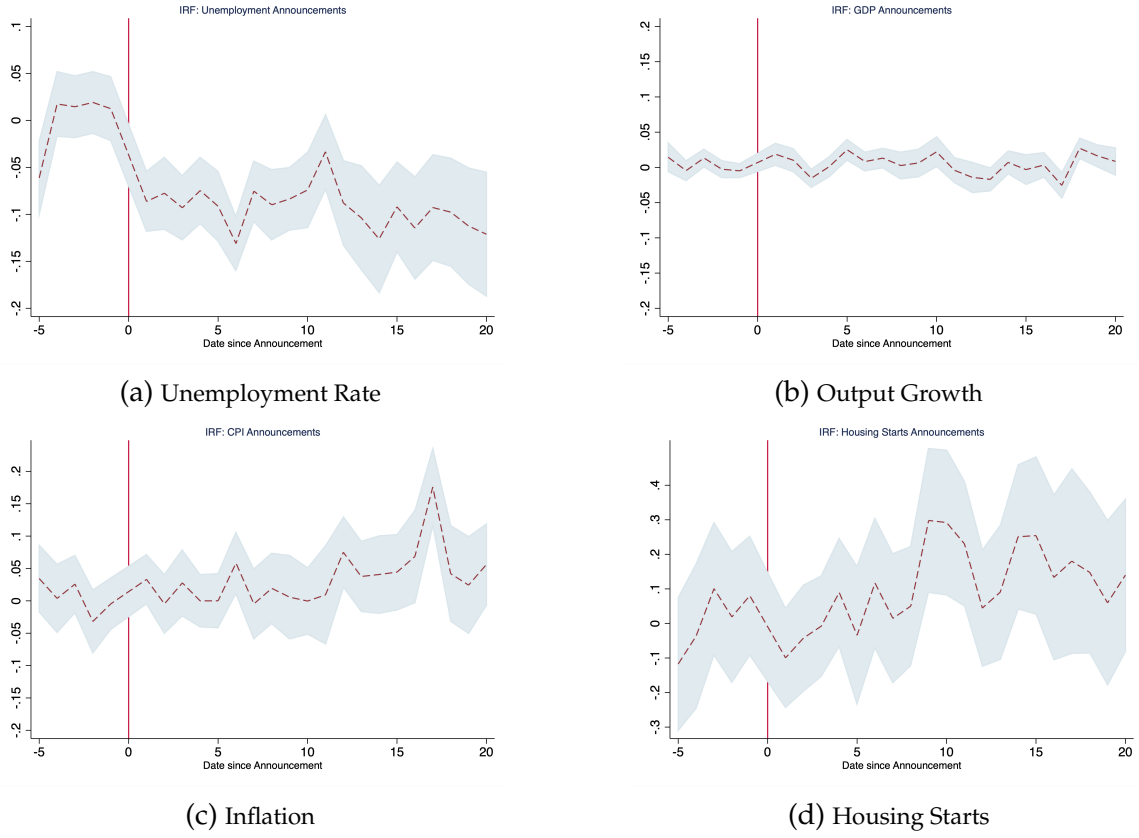 IRF: Unemployment Announcements
.1
.05
0
-.05
-.1
-.15
-.2
-5 0 5 10 15 20
Date since Announcement
(a) Unemployment Rate
IRF: GDP Announcements
.2
.15
.1
.05
0
-.05
-.1
-.15
-.2
-5 0 5 10 15 20
Date since Announcement
(b) Output Growth
IRF: CPI Announcements
.2
.15
.1
.05
0
-.05
-.1
-.15
-.2
-5 0 5 10 15 20
Date since Announcement
(c) Inflation
IRF: Housing Starts Announcements
.4
.3
.2
.1
0
-.1
-.2
-.3
-5 0 5 10 15 20
Date since Announcement
(d) Housing Starts